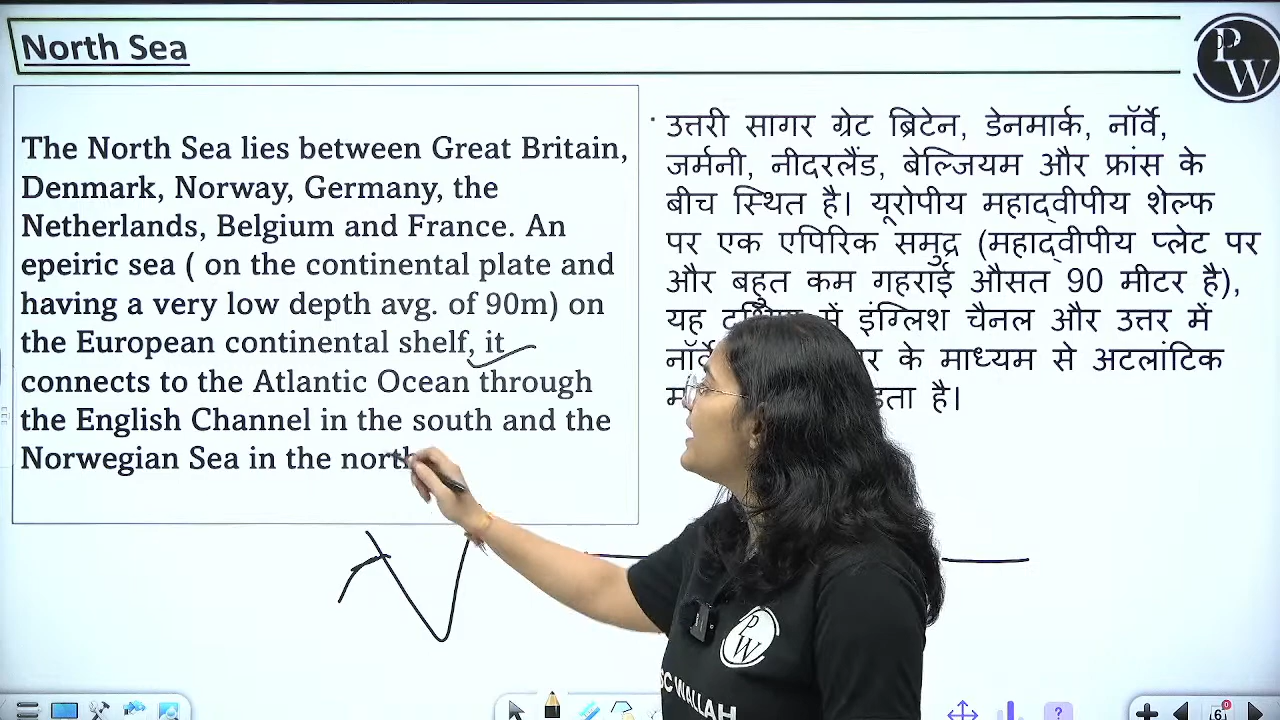 North Sea
PW
The North Sea lies between Great Britain,
Denmark, Norway, Germany, the
Netherlands, Belgium and France. An
epeiric sea ( on the continental plate and
having a very low depth avg. of 90m) on
the European continental shelf, it
connects to the Atlantic Ocean through
the English Channel in the south and the
Norwegian Sea in the north
उत्तरी सागर ग्रेट ब्रिटेन, डेनमार्क, नॉर्वे,
जर्मनी, नीदरलैंड, बेल्जियम और फ्रांस के
बीच स्थित है। यूरोपीय महाद्वीपीय शेल्फ
पर एक एपिरिक समुद्र (महाद्वीपीय प्लेट पर
और बहुत कम गहराई औसत 90 मीटर है),
यह में इंग्लिश चैनल और उत्तर में
के माध्यम से अटलांटिक
है।
PW
WALLAH